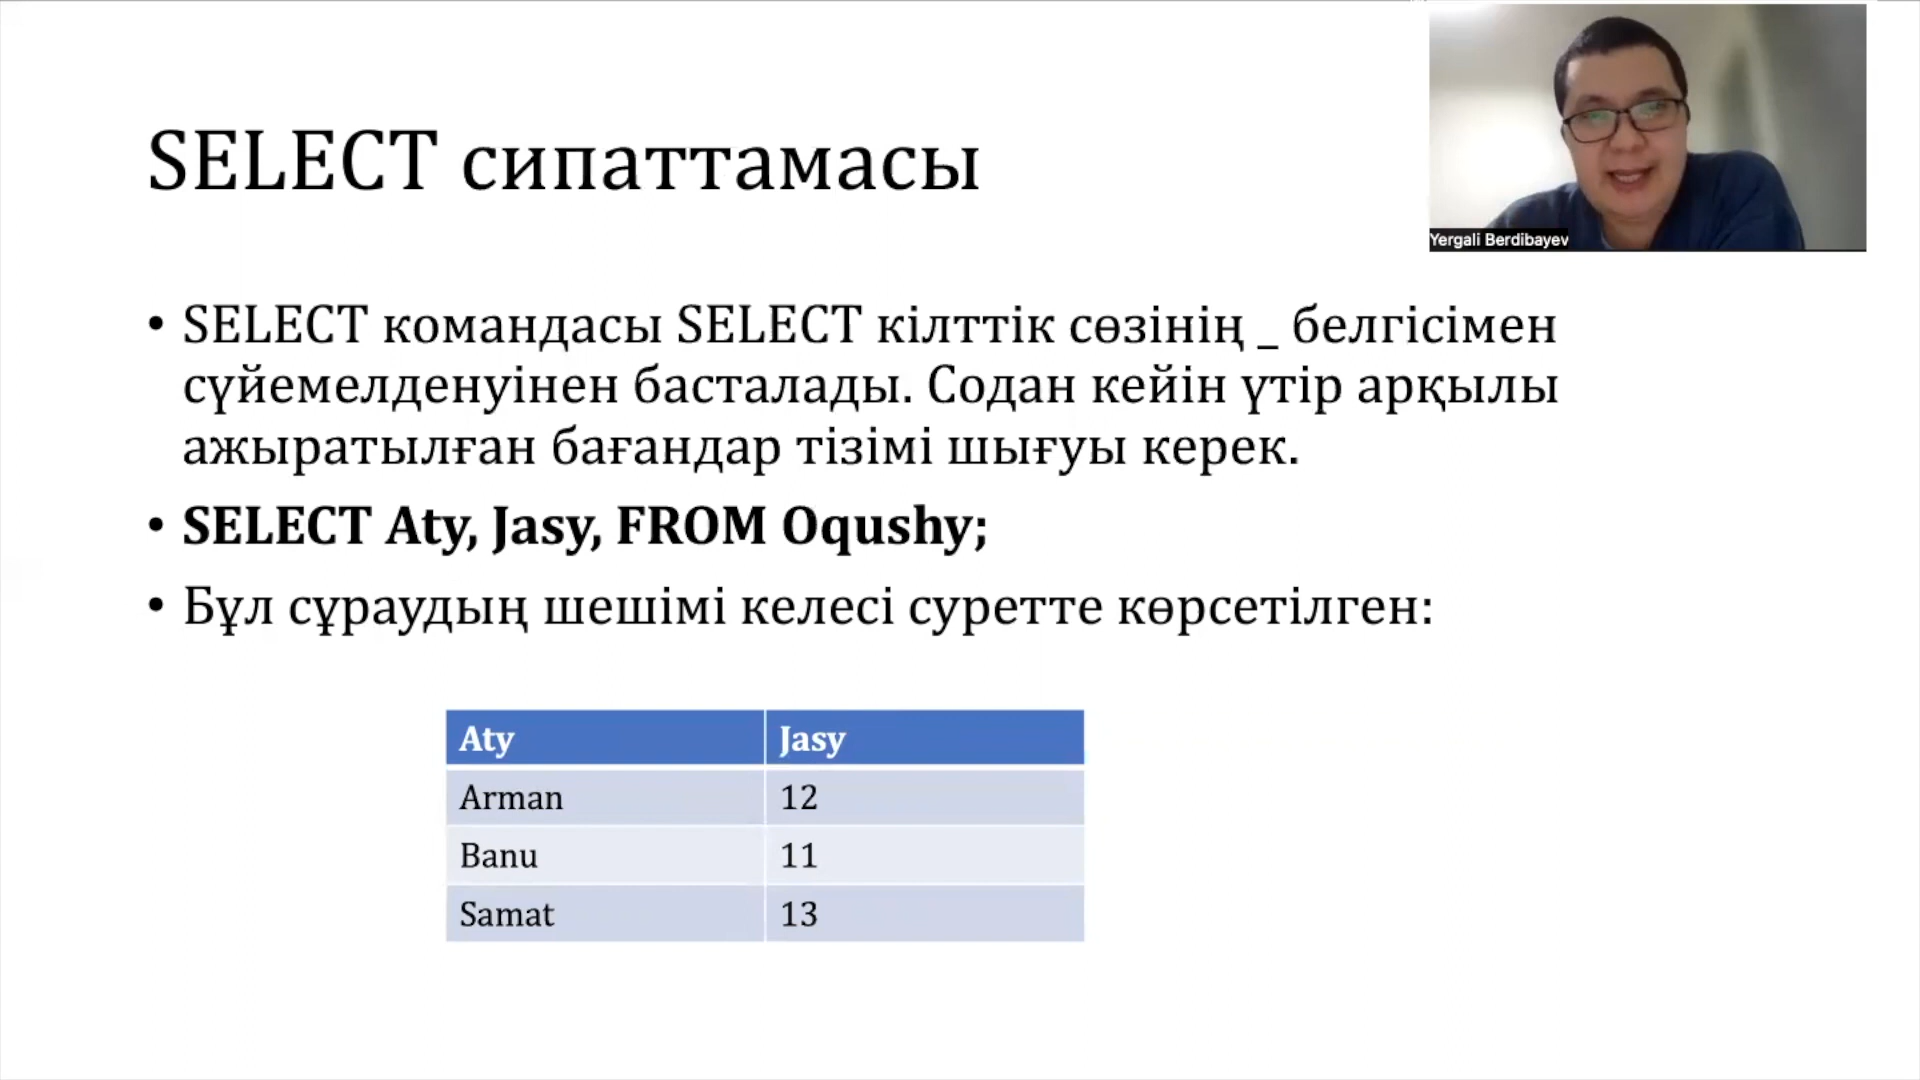 SELECT сипаттамасы
Yergali Berdibayev
• SELECT командасы SELECT кілттік сөзінің _ белгісімен
сүйемелденуінен басталады. Содан кейін үтір арқылы
ажыратылған бағандар тізімі шығуы керек.
• SELECT Aty, Jasy, FROM Oqushy;
• Бұл сұраудың шешімі келесі суретте көрсетілген:
Aty Jasy
Arman 12
Banu 11
Samat 13